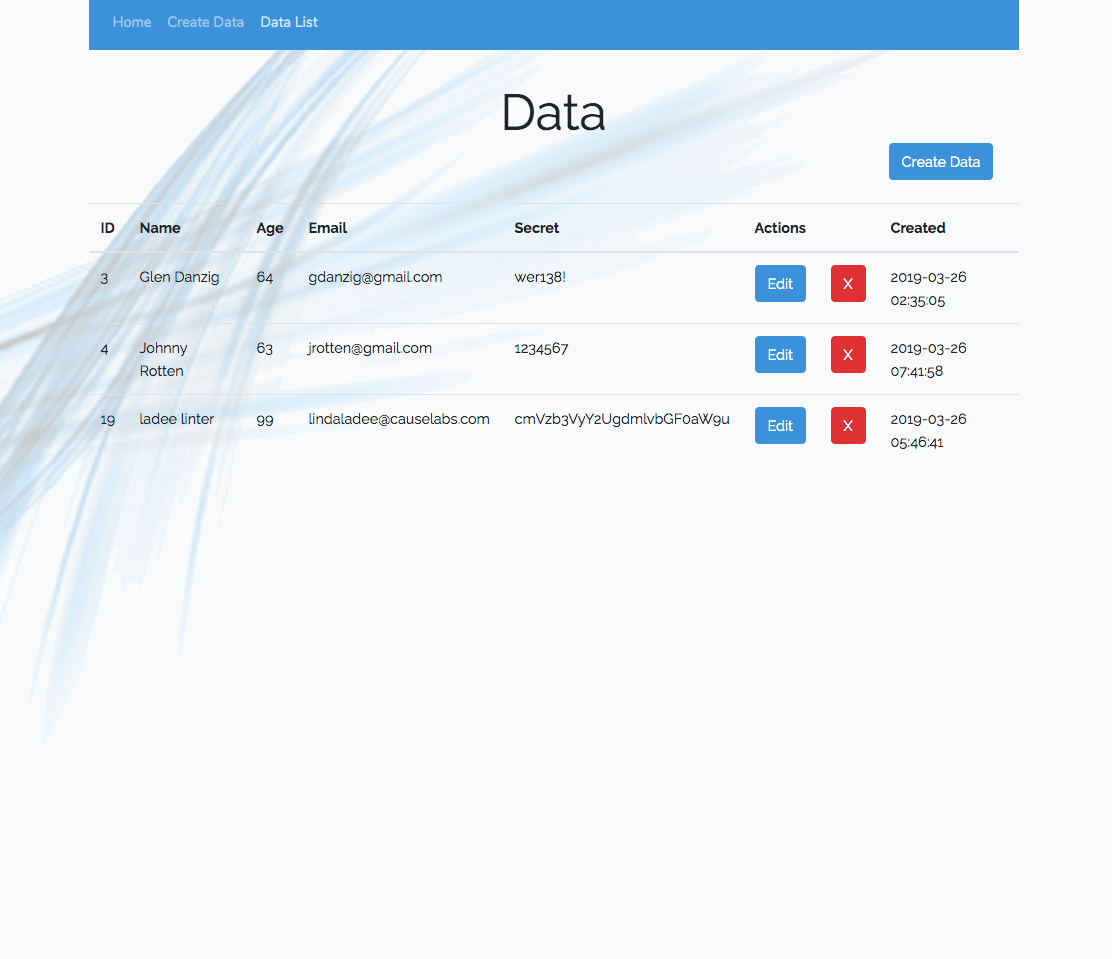 Home Create Data Data List
Data
Create Data
ID Name Age Email Secret Actions Created
3 Glen Danzig 64 gdanzig@gmail.com wer138! Edit X 2019-03-26
02:35:05
4 Johnny 63 jrotten@gmail.com 1234567 Edit X 2019-03-26
Rotten 07:41:58
19 ladee linter 99 lindaladee@causelabs.com cmVzb3VyY2UgdmlvbGF0aW9u Edit X 2019-03-26
05:46:41